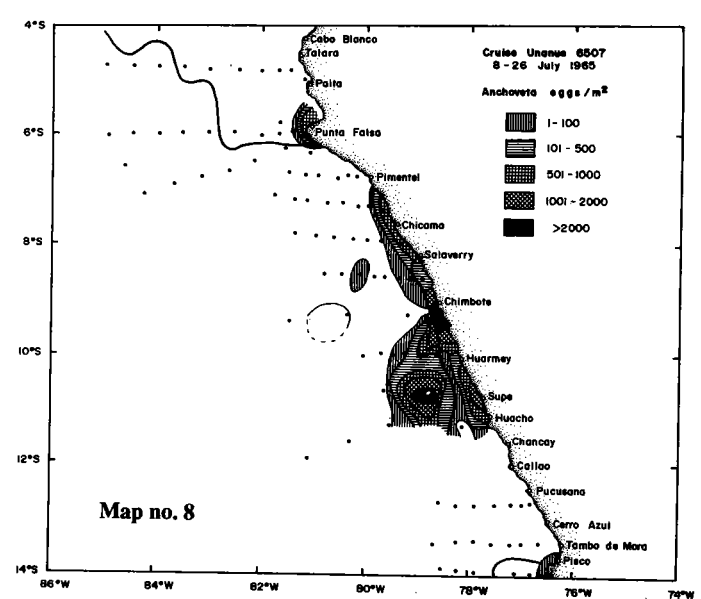 4°S
Cabo Blanco
Talara
Paita
6°S
Punta Falsa
Pimentel
Chicama
8°S
Salaverry
Chimbote
10°S
Huarmey
Supe
Huacho
Chancay
12°S
Callao
Pucusana
Cerro Azul
Tambo de Mora
Pisco
14°S
86°W
84°W
82°W
80°W
78°W
76°W
74°W
Cruise Unanue 6507
8-26 July 1965
Anchoveta eggs/m²
1-100
101-500
501-1000
1001-2000
>2000
Map no. 8